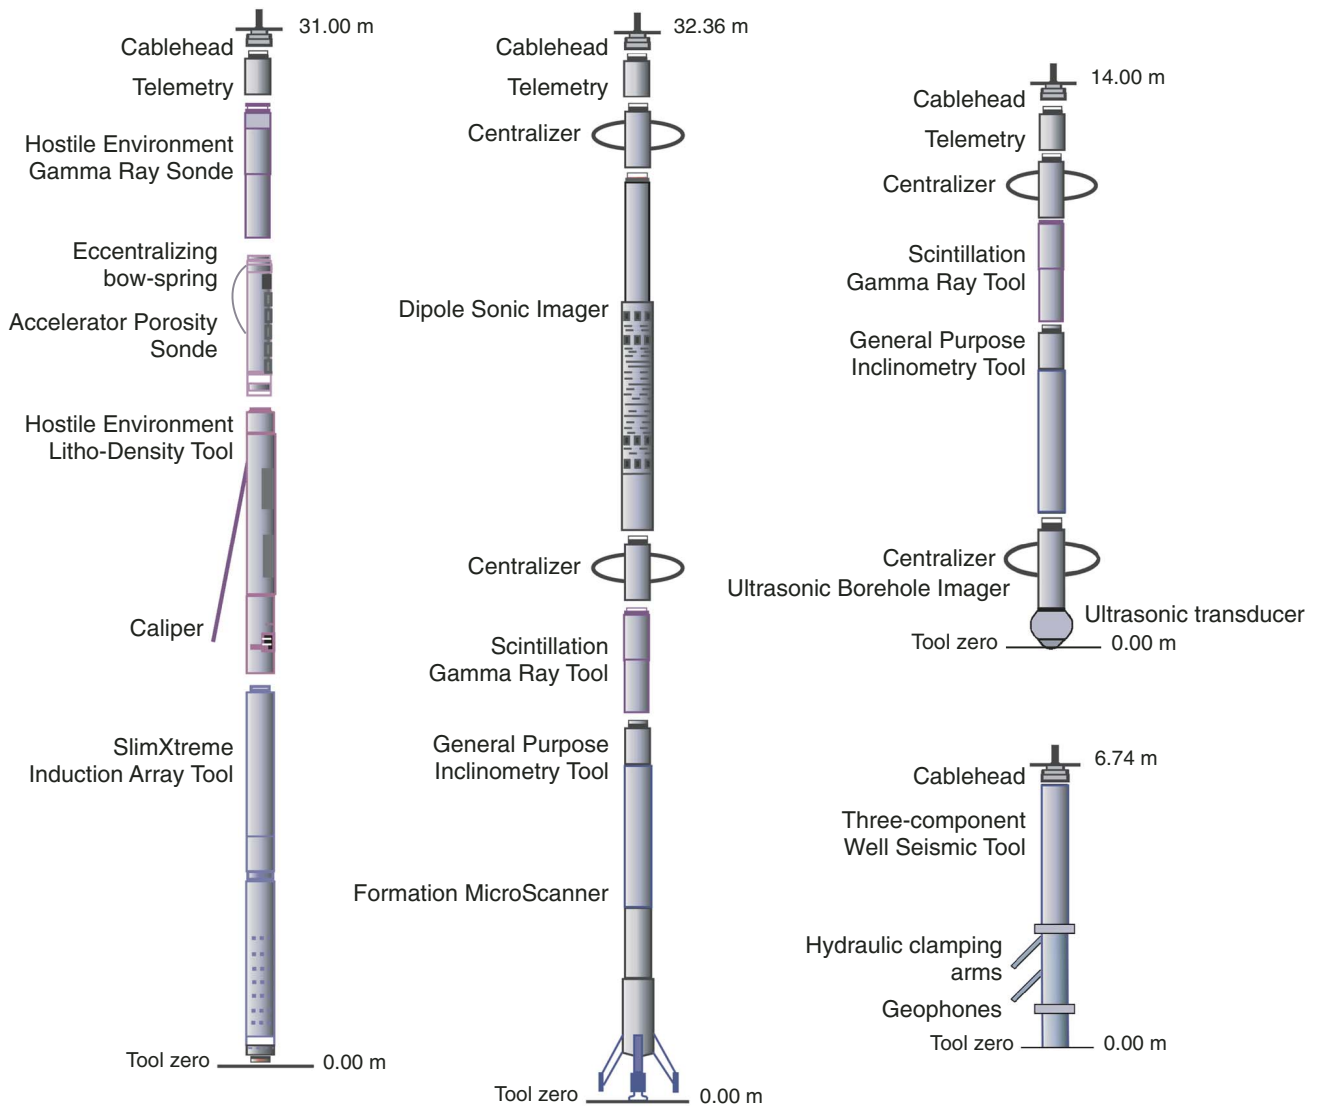 31.00 m
Cablehead
Telemetry
Hostile Environment
Gamma Ray Sonde
Eccentralizing
bow-spring
Accelerator Porosity
Sonde
Hostile Environment
Litho-Density Tool
Caliper
SlimXtreme
Induction Array Tool
Tool zero
0.00 m
32.36 m
Cablehead
Telemetry
Centralizer
Dipole Sonic Imager
Centralizer
Scintillation
Gamma Ray Tool
General Purpose
Inclinometry Tool
Formation MicroScanner
Tool zero
0.00 m
14.00 m
Cablehead
Telemetry
Centralizer
Scintillation
Gamma Ray Tool
General Purpose
Inclinometry Tool
Centralizer
Ultrasonic Borehole Imager
Ultrasonic transducer
Tool zero
0.00 m
6.74 m
Cablehead
Three-component
Well Seismic Tool
Hydraulic clamping
arms
Geophones
Tool zero
0.00 m